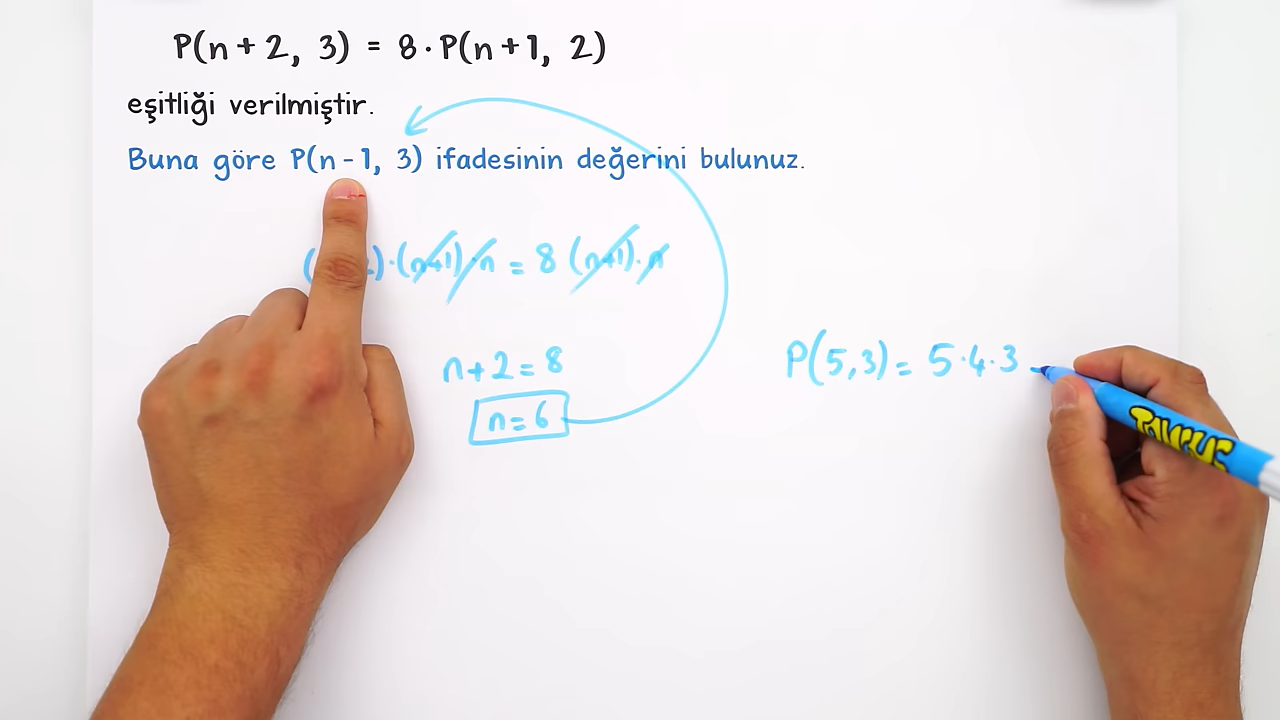 P(n + 2, 3) = 8 · P(n + 1, 2)
eşitliği verilmiştir.
Buna göre P(n - 1, 3) ifadesinin değerini bulunuz.
)·(n+1)·n = 8 (n+1)·n
n+2=8
n=6
P(5,3) = 5·4·3